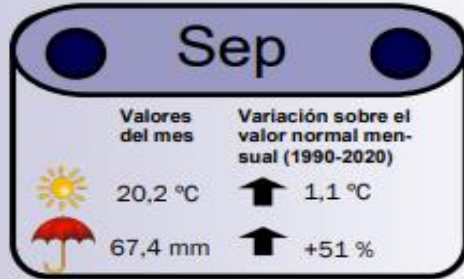 Sep
Valores del mes
Variación sobre el valor normal men-
sual (1990-2020)
20,2 ºC 1,1 ºC
67,4 mm +51 %